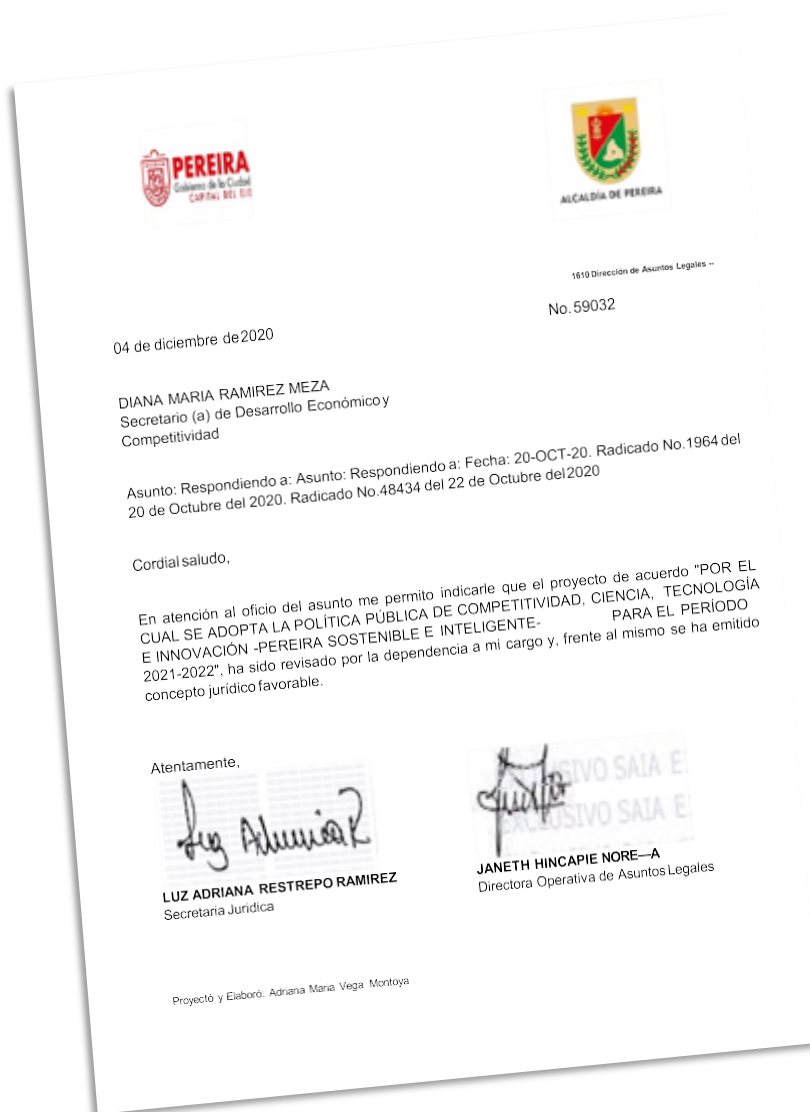 PEREIRA
Gobierno de la Ciudad
CAPITAL DEL EJE
ALCALDÍA DE PEREIRA
1610 Dirección de Asuntos Legales --
No. 59032
04 de diciembre de 2020
DIANA MARIA RAMIREZ MEZA
Secretario (a) de Desarrollo Económico y
Competitividad
Asunto: Respondiendo a: Asunto: Respondiendo a: Fecha: 20-OCT-20. Radicado No.1964 del
20 de Octubre del 2020. Radicado No.48434 del 22 de Octubre del 2020
Cordial saludo,
En atención al oficio del asunto me permito indicarle que el proyecto de acuerdo "POR EL
CUAL SE ADOPTA LA POLÍTICA PÚBLICA DE COMPETITIVIDAD, CIENCIA, TECNOLOGÍA
E INNOVACIÓN -PEREIRA SOSTENIBLE E INTELIGENTE- PARA EL PERÍODO
2021-2022", ha sido revisado por la dependencia a mi cargo y, frente al mismo se ha emitido
concepto jurídico favorable.
Atentamente,
Luz Adriana R
EXCLUSIVO SAIA E
EXCLUSIVO SAIA E
LUZ ADRIANA RESTREPO RAMIREZ
Secretaria Juridica
JANETH HINCAPIE NORE—A
Directora Operativa de Asuntos Legales
Proyectó y Elaboró: Adriana Maria Vega Montoya